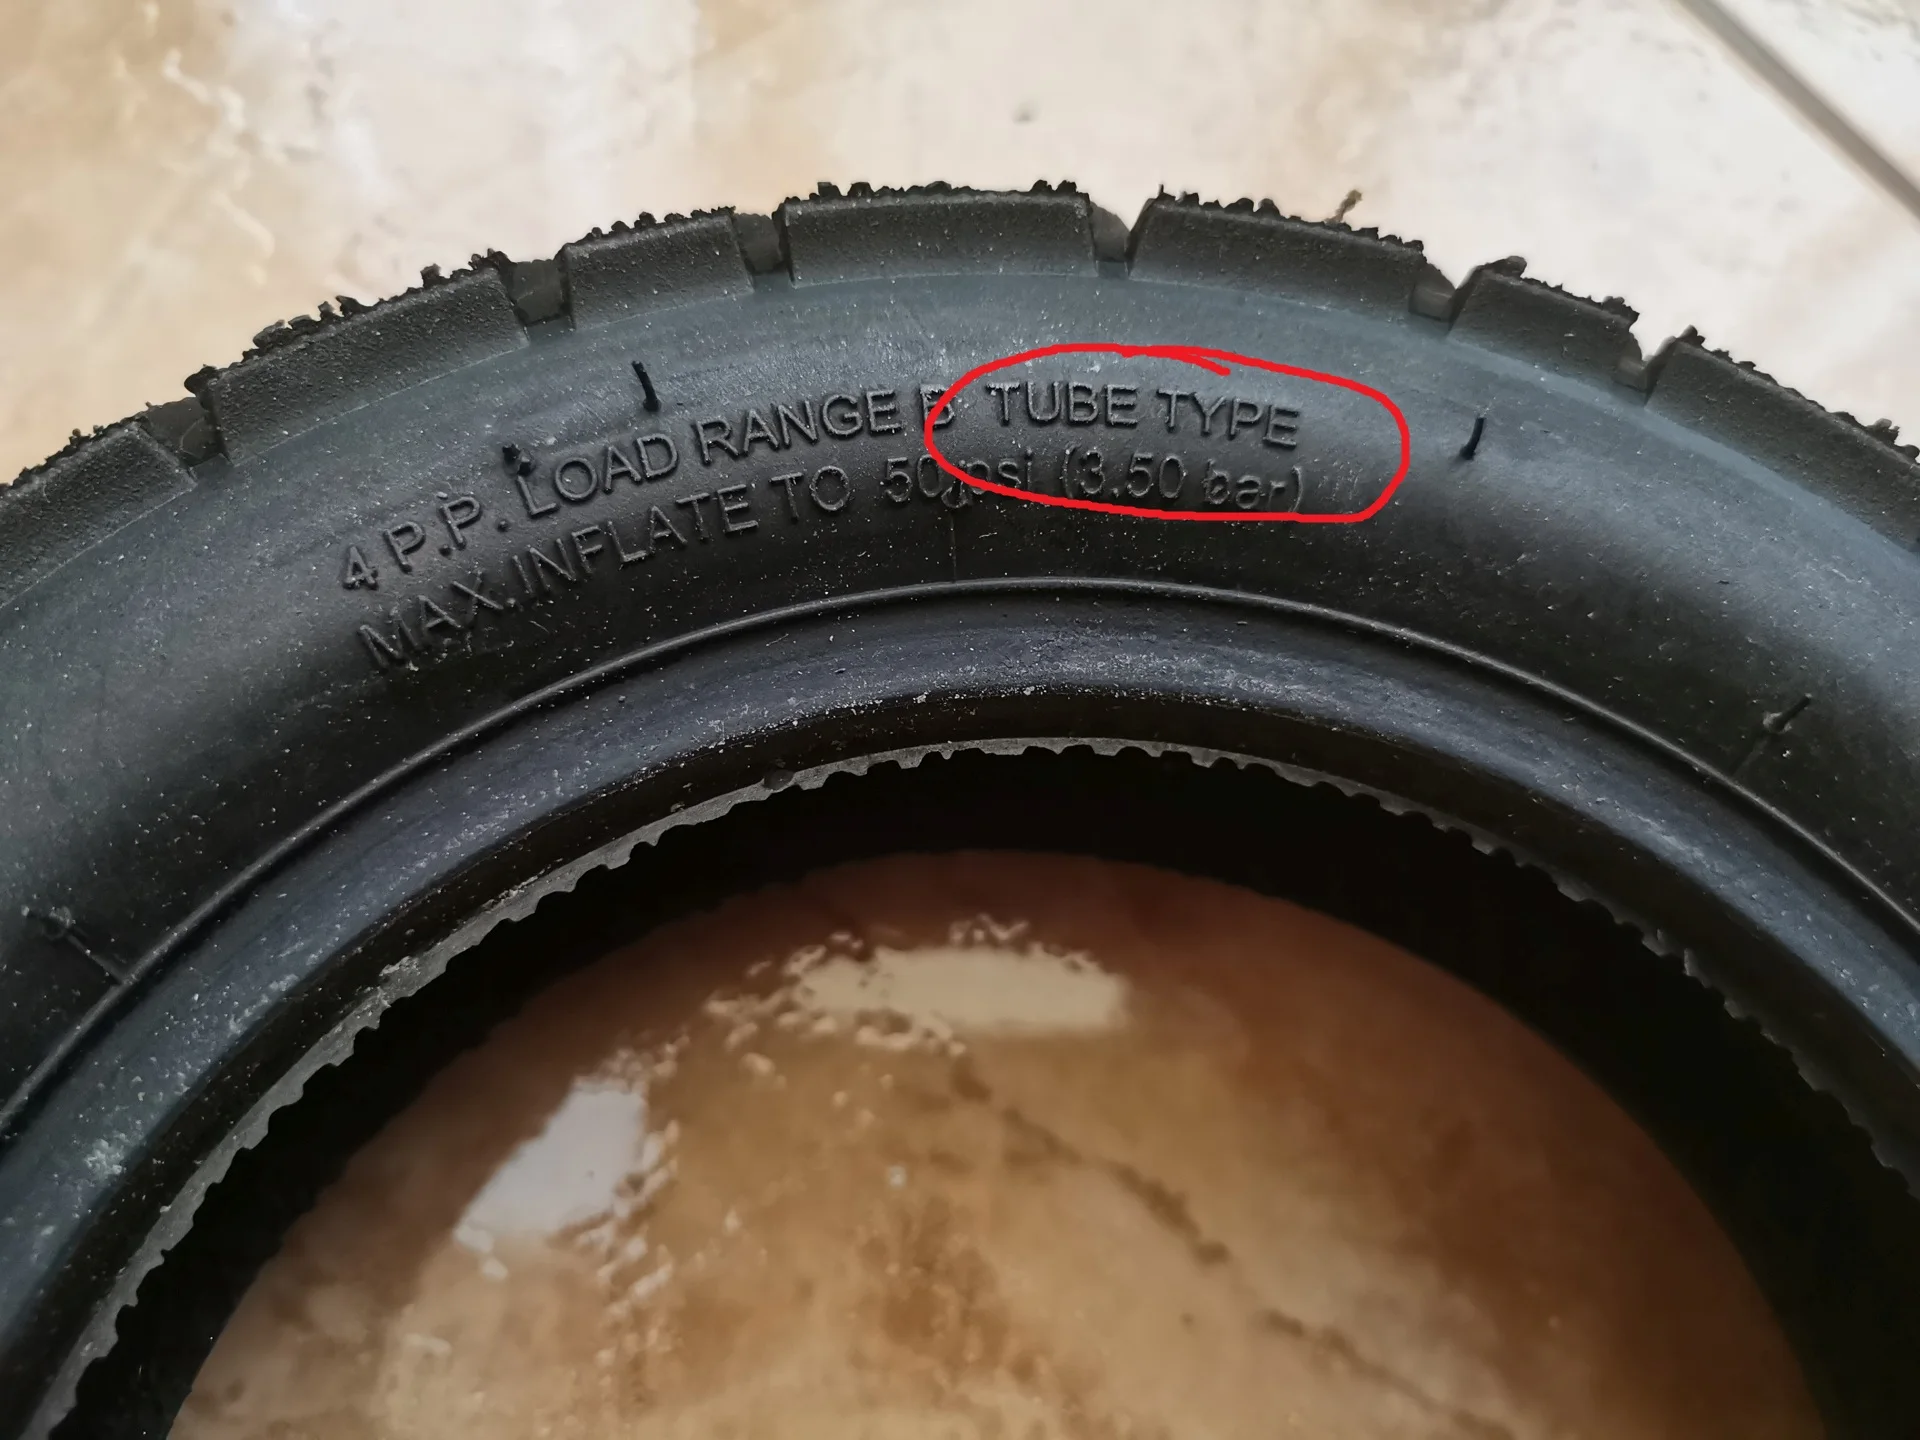 4 P.P. LOAD RANGE B TUBE TYPE
MAX.INFLATE TO 50 psi (3.50 bar)